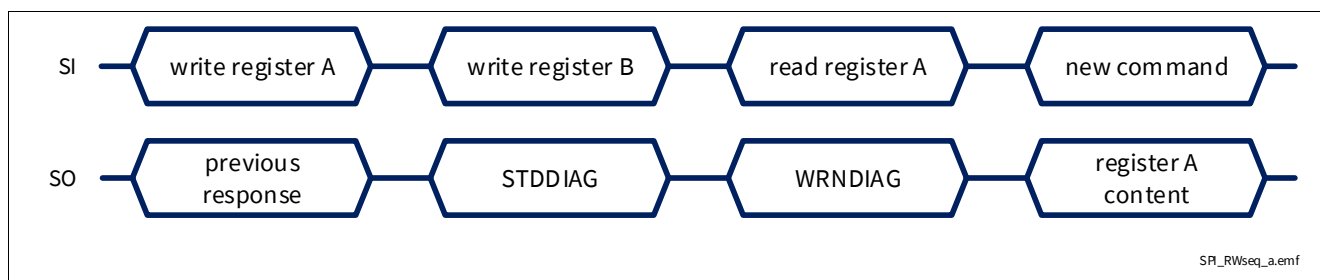 SI
write register A
write register B
read register A
new command
SO
previous
response
STDDIAG
WRNDIAG
register A
content
SPI_RWseq_a.emf